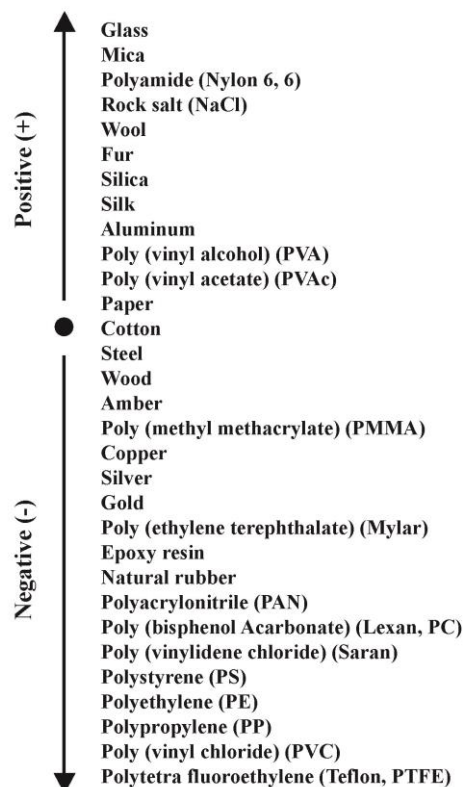 Positive (+)
Negative (-)
Glass
Mica
Polyamide (Nylon 6, 6)
Rock salt (NaCl)
Wool
Fur
Silica
Silk
Aluminum
Poly (vinyl alcohol) (PVA)
Poly (vinyl acetate) (PVAc)
Paper
Cotton
Steel
Wood
Amber
Poly (methyl methacrylate) (PMMA)
Copper
Silver
Gold
Poly (ethylene terephthalate) (Mylar)
Epoxy resin
Natural rubber
Polyacrylonitrile (PAN)
Poly (bisphenol Acarbonate) (Lexan, PC)
Poly (vinylidene chloride) (Saran)
Polystyrene (PS)
Polyethylene (PE)
Polypropylene (PP)
Poly (vinyl chloride) (PVC)
Polytetra fluoroethylene (Teflon, PTFE)